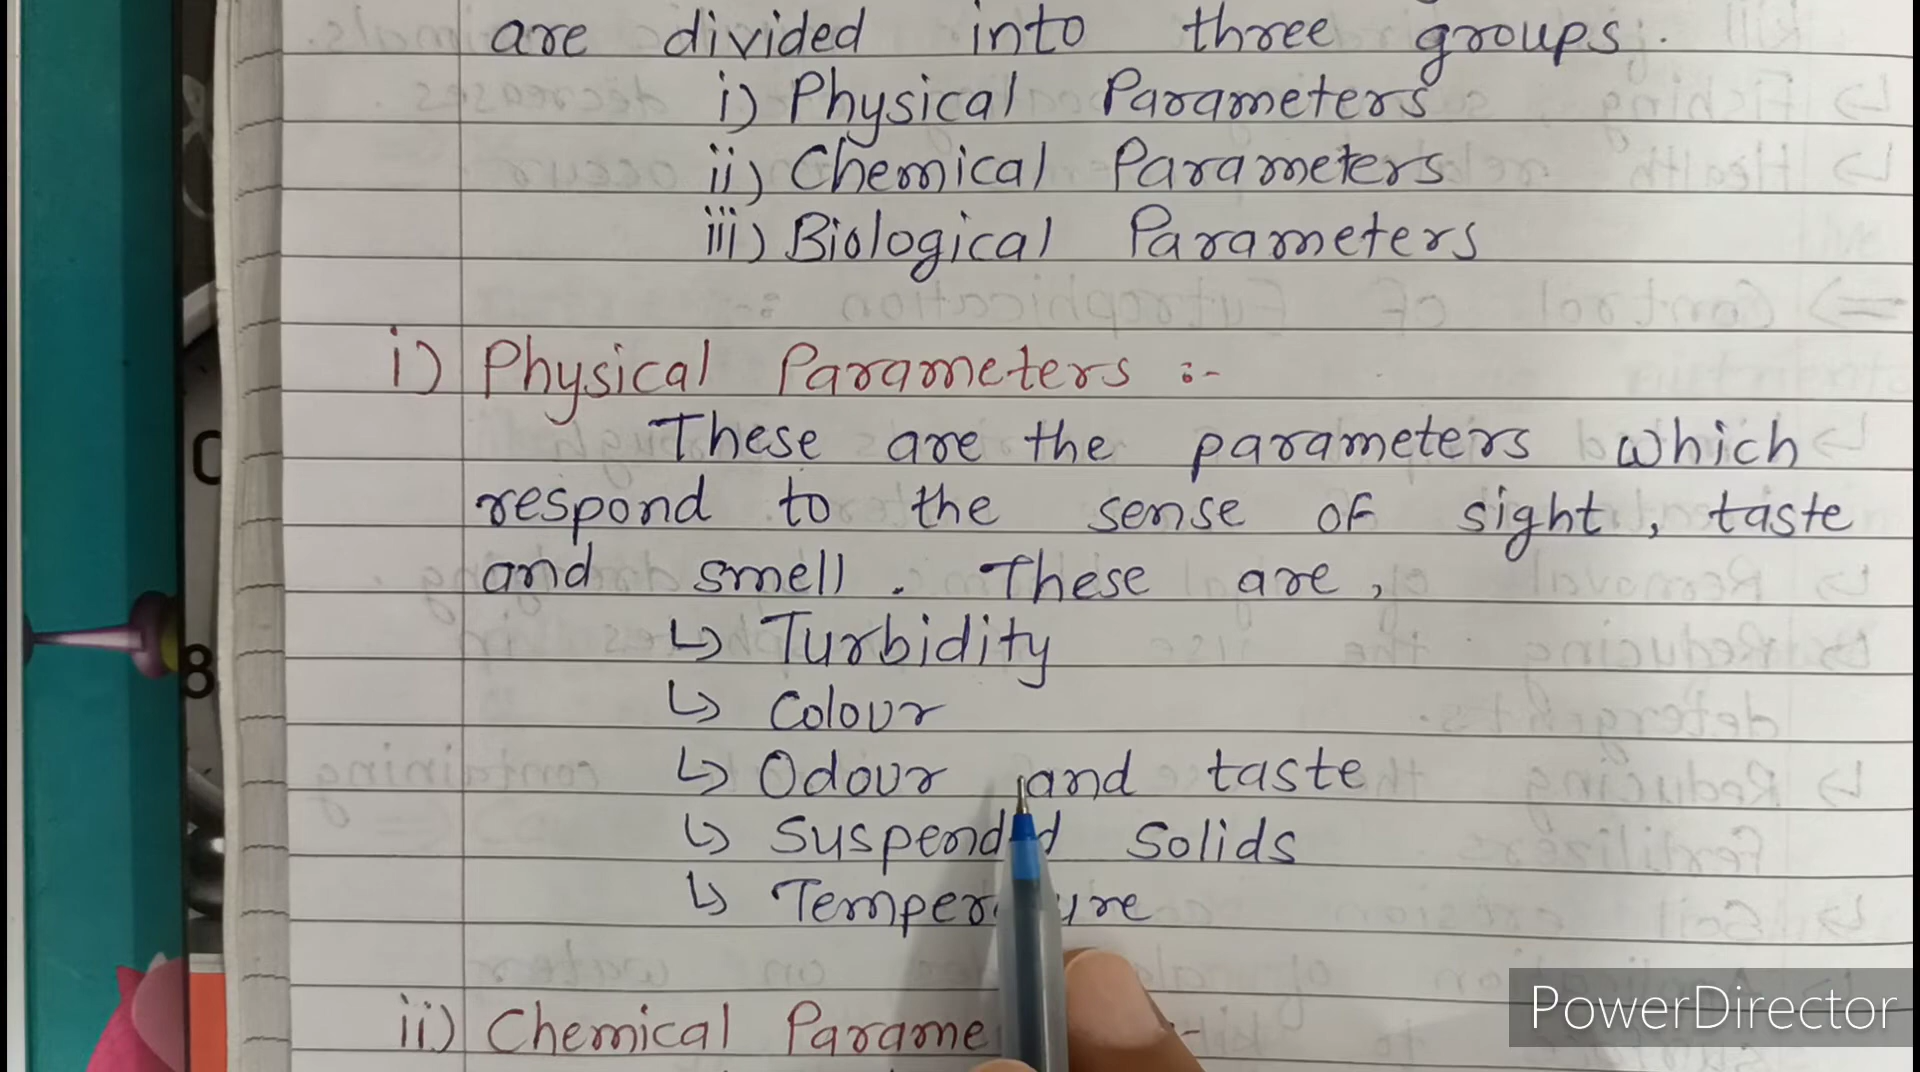 are divided into three groups.
i) Physical Parameters
ii) Chemical Parameters
iii) Biological Parameters
i) Physical Parameters :-
These are the parameters which
respond to the sense of sight, taste
and smell. These are,
↳ Turbidity
↳ Colour
↳ Odour and taste
↳ Suspended Solids
↳ Temperature
ii) Chemical Parame
8
PowerDirector